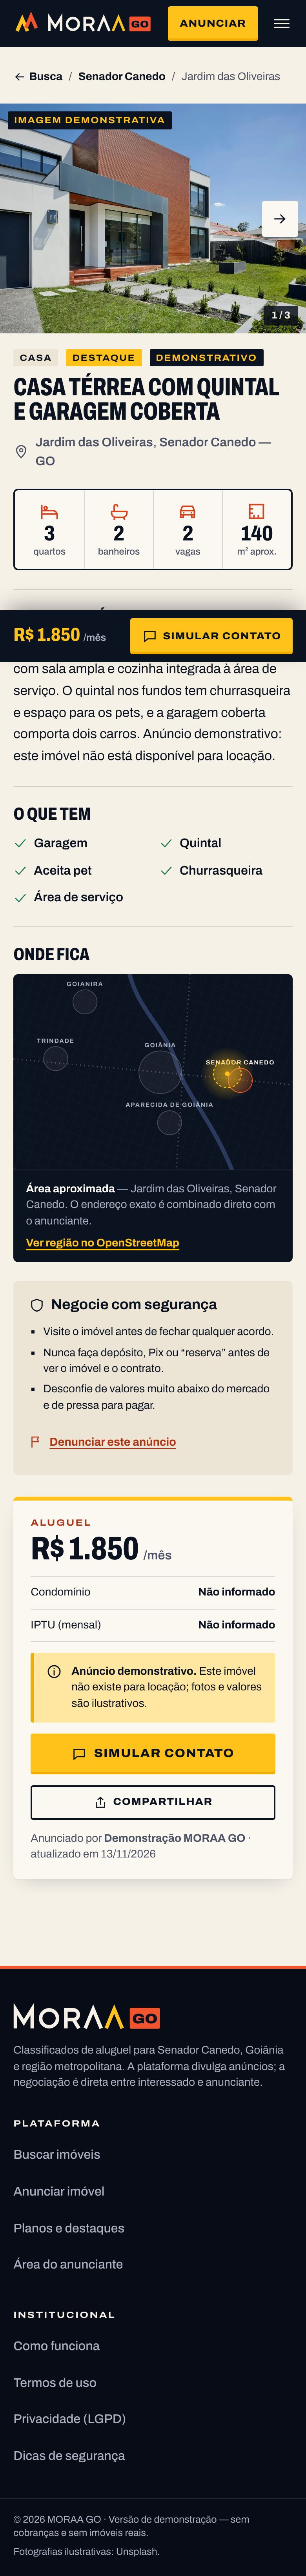 MORAA GO
ANUNCIAR
← Busca / Senador Canedo / Jardim das Oliveiras
IMAGEM DEMONSTRATIVA
→
1 / 3
CASA DESTAQUE DEMONSTRATIVO
CASA TÉRREA COM QUINTAL
E GARAGEM COBERTA
Jardim das Oliveiras, Senador Canedo —
GO
3 2 2 140
quartos banheiros vagas m² aprox.
R$ 1.850 /mês
SIMULAR CONTATO
com sala ampla e cozinha integrada à área de
serviço. O quintal nos fundos tem churrasqueira
e espaço para os pets, e a garagem coberta
comporta dois carros. Anúncio demonstrativo:
este imóvel não está disponível para locação.
O QUE TEM
Garagem Quintal
Aceita pet Churrasqueira
Área de serviço
ONDE FICA
GOIANIRA
TRINDADE
GOIÂNIA
SENADOR CANEDO
APARECIDA DE GOIÂNIA
Área aproximada — Jardim das Oliveiras, Senador
Canedo. O endereço exato é combinado direto com
o anunciante.
Ver região no OpenStreetMap
Negocie com segurança
▪ Visite o imóvel antes de fechar qualquer acordo.
▪ Nunca faça depósito, Pix ou “reserva” antes de
ver o imóvel e o contrato.
▪ Desconfie de valores muito abaixo do mercado
e de pressa para pagar.
Denunciar este anúncio
ALUGUEL
R$ 1.850 /mês
Condomínio Não informado
IPTU (mensal) Não informado
Anúncio demonstrativo. Este imóvel
não existe para locação; fotos e valores
são ilustrativos.
SIMULAR CONTATO
COMPARTILHAR
Anunciado por Demonstração MORAA GO ·
atualizado em 13/11/2026
MORAA GO
Classificados de aluguel para Senador Canedo, Goiânia
e região metropolitana. A plataforma divulga anúncios; a
negociação é direta entre interessado e anunciante.
PLATAFORMA
Buscar imóveis
Anunciar imóvel
Planos e destaques
Área do anunciante
INSTITUCIONAL
Como funciona
Termos de uso
Privacidade (LGPD)
Dicas de segurança
© 2026 MORAA GO · Versão de demonstração — sem
cobranças e sem imóveis reais.
Fotografias ilustrativas: Unsplash.